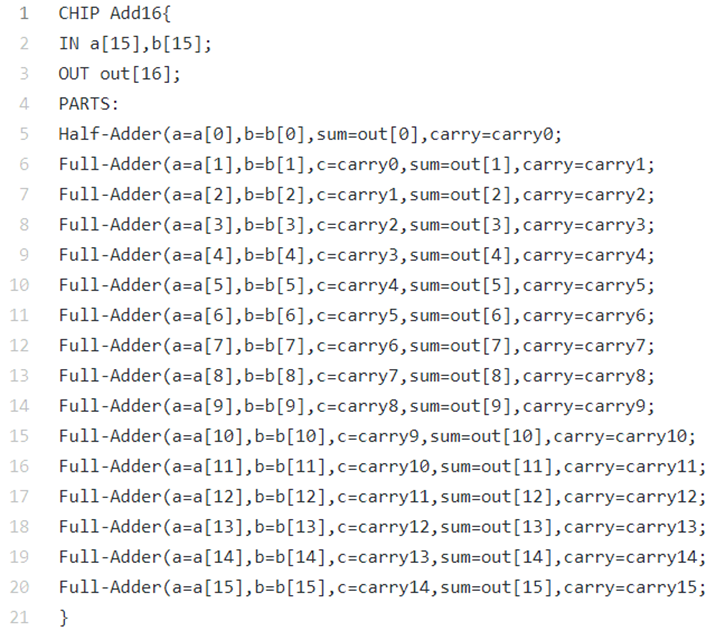 1 CHIP Add16{
2 IN a[15],b[15];
3 OUT out[16];
4 PARTS:
5 Half-Adder(a=a[0],b=b[0],sum=out[0],carry=carry0;
6 Full-Adder(a=a[1],b=b[1],c=carry0,sum=out[1],carry=carry1;
7 Full-Adder(a=a[2],b=b[2],c=carry1,sum=out[2],carry=carry2;
8 Full-Adder(a=a[3],b=b[3],c=carry2,sum=out[3],carry=carry3;
9 Full-Adder(a=a[4],b=b[4],c=carry3,sum=out[4],carry=carry4;
10 Full-Adder(a=a[5],b=b[5],c=carry4,sum=out[5],carry=carry5;
11 Full-Adder(a=a[6],b=b[6],c=carry5,sum=out[6],carry=carry6;
12 Full-Adder(a=a[7],b=b[7],c=carry6,sum=out[7],carry=carry7;
13 Full-Adder(a=a[8],b=b[8],c=carry7,sum=out[8],carry=carry8;
14 Full-Adder(a=a[9],b=b[9],c=carry8,sum=out[9],carry=carry9;
15 Full-Adder(a=a[10],b=b[10],c=carry9,sum=out[10],carry=carry10;
16 Full-Adder(a=a[11],b=b[11],c=carry10,sum=out[11],carry=carry11;
17 Full-Adder(a=a[12],b=b[12],c=carry11,sum=out[12],carry=carry12;
18 Full-Adder(a=a[13],b=b[13],c=carry12,sum=out[13],carry=carry13;
19 Full-Adder(a=a[14],b=b[14],c=carry13,sum=out[14],carry=carry14;
20 Full-Adder(a=a[15],b=b[15],c=carry14,sum=out[15],carry=carry15;
21 }